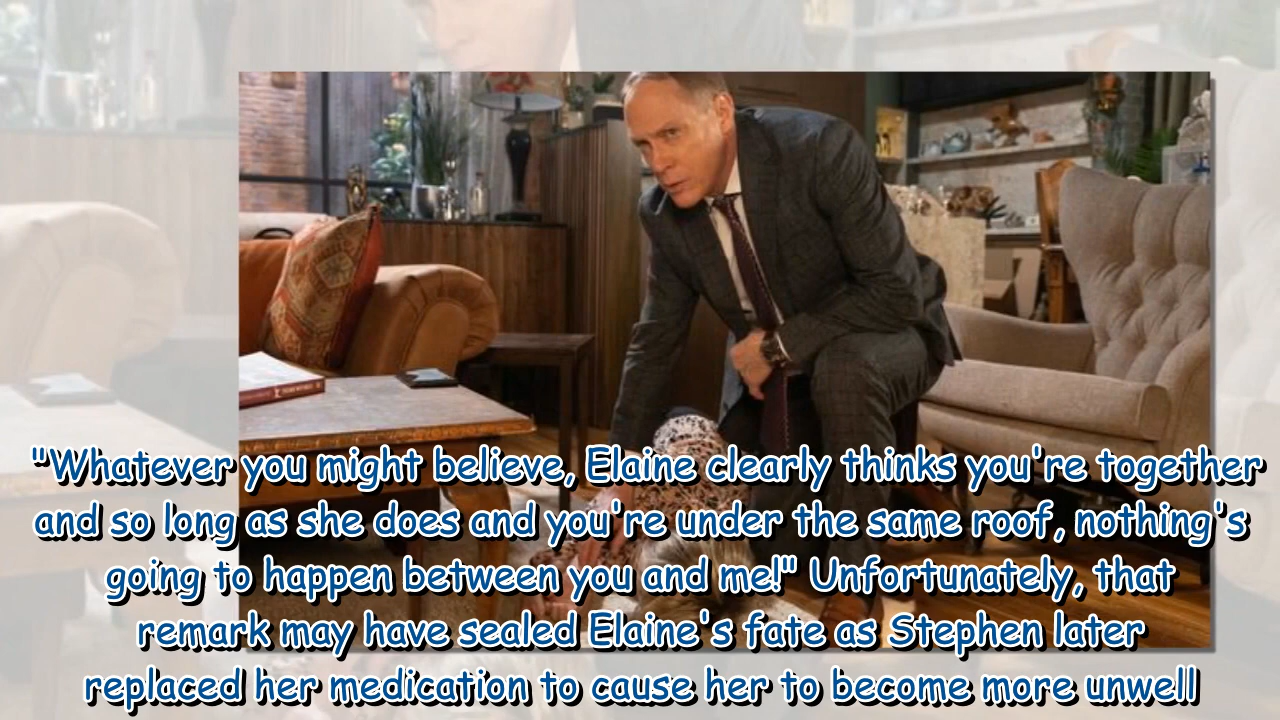 "Whatever you might believe, Elaine clearly thinks you're together
and so long as she does and you're under the same roof, nothing's
going to happen between you and me!" Unfortunately, that
remark may have sealed Elaine's fate as Stephen later
replaced her medication to cause her to become more unwell